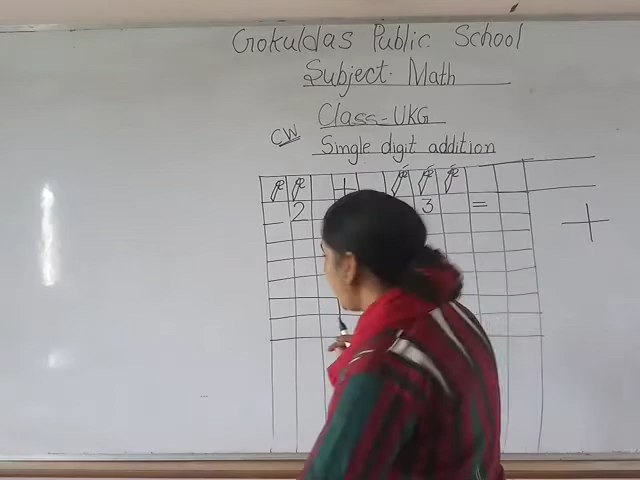 Gokuldas Public School
Subject- Math
Class-UKG
CW
Single digit addition
+
2 3 =
+